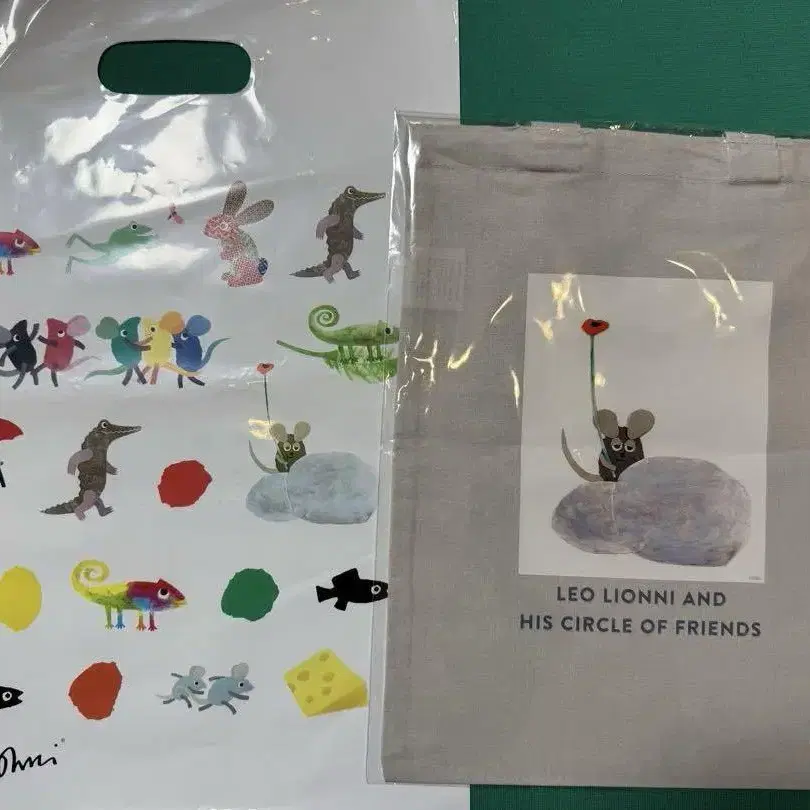 LEO LIONNI AND
HIS CIRCLE OF FRIENDS